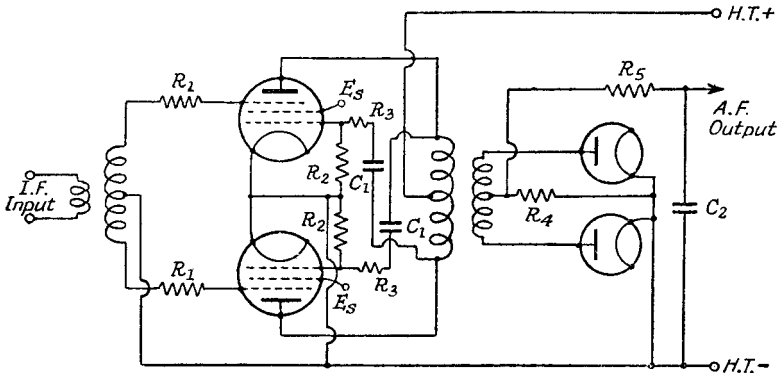 H.T.+
R5
A.F.
Output
R1
Es
R3
R2
C1
C1
I.F.
Input
R2
R4
C2
R1
R3
Es
H.T.-